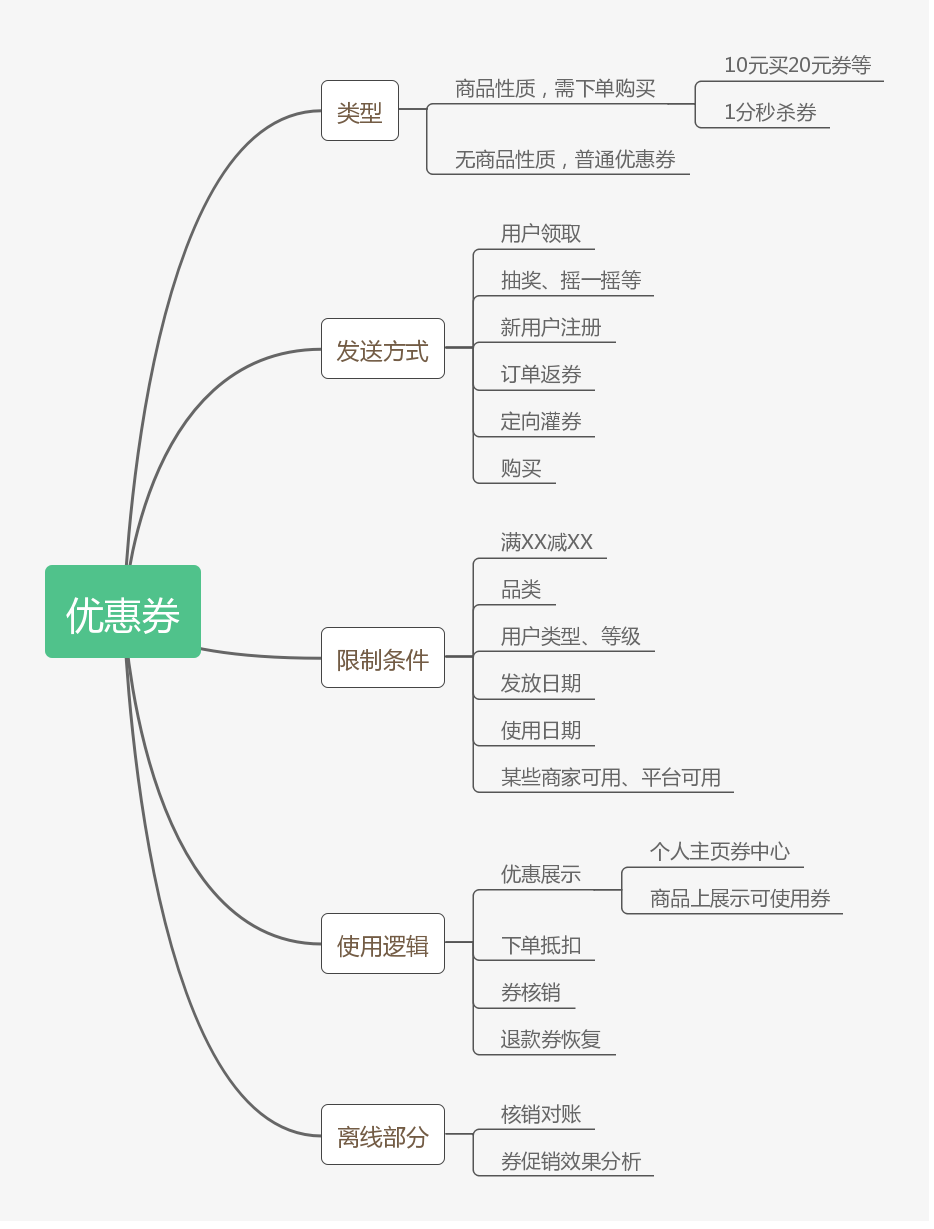 优惠券
类型
商品性质，需下单购买
10元买20元券等
1分秒杀券
无商品性质，普通优惠券
发送方式
用户领取
抽奖、摇一摇等
新用户注册
订单返券
定向灌券
购买
限制条件
满XX减XX
品类
用户类型、等级
发放日期
使用日期
某些商家可用、平台可用
使用逻辑
优惠展示
个人主页券中心
商品上展示可使用券
下单抵扣
券核销
退款券恢复
离线部分
核销对账
券促销效果分析